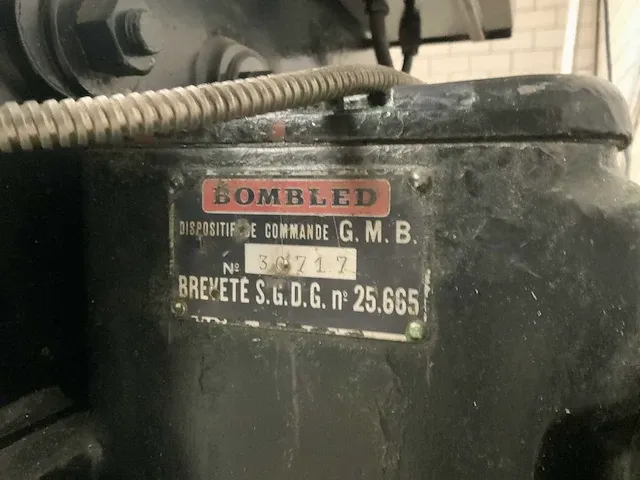 BOMBLED
DISPOSITIF DE COMMANDE G.M.B.
Nº 30717
BREVETÉ S.G.D.G. nº 25.665